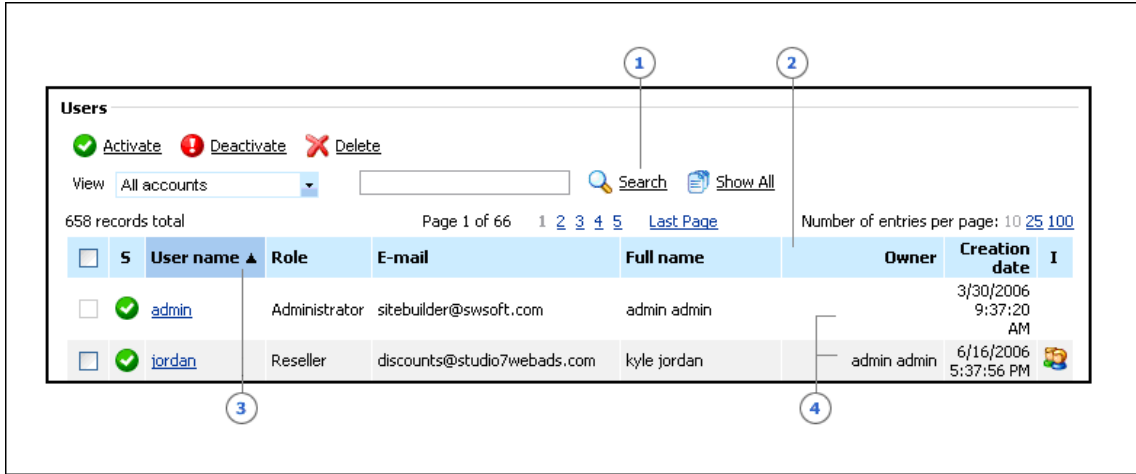 1 2
Users
Activate Deactivate Delete
View All accounts Search Show All
658 records total Page 1 of 66 1 2 3 4 5 Last Page Number of entries per page: 10 25 100
S User name ▲ Role E-mail Full name Owner Creation date I
admin Administrator sitebuilder@swsoft.com admin admin 3/30/2006 9:37:20 AM
jordan Reseller discounts@studio7webads.com kyle jordan admin admin 6/16/2006 5:37:56 PM
3 4